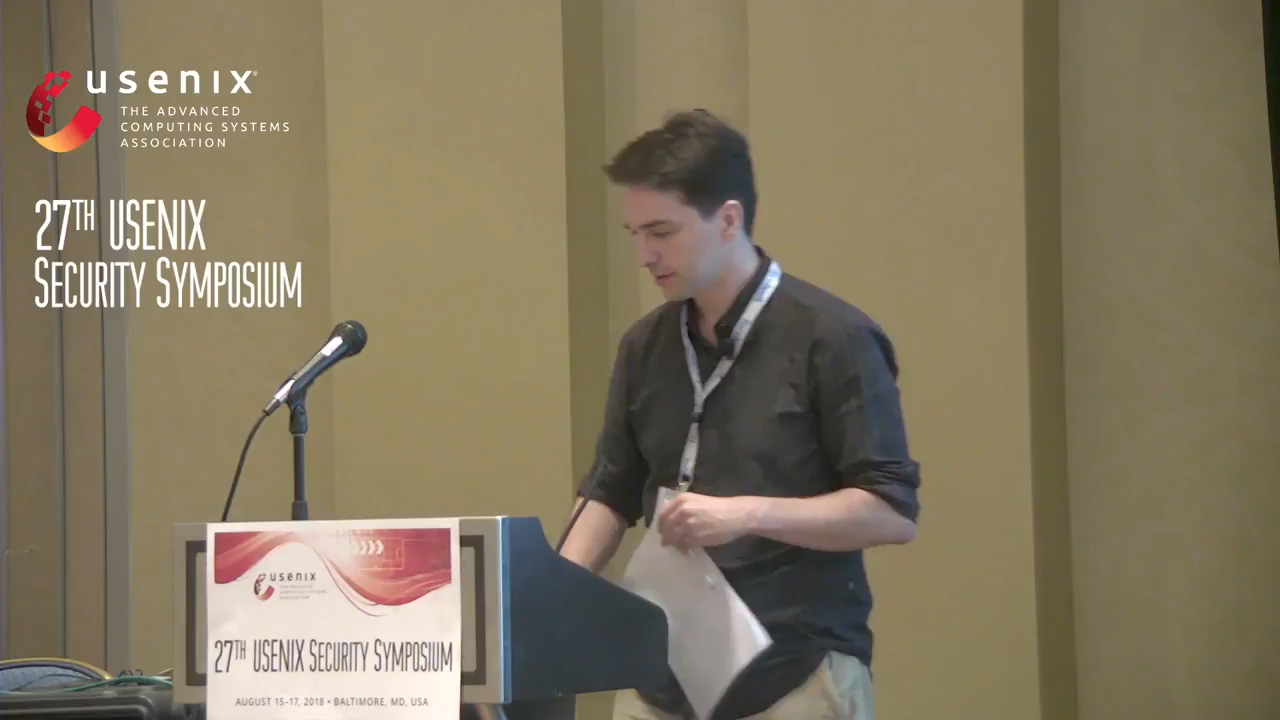 usenix
THE ADVANCED
COMPUTING SYSTEMS
ASSOCIATION
27TH USENIX
SECURITY SYMPOSIUM
usenix
27TH USENIX SECURITY SYMPOSIUM
AUGUST 15–17, 2018 • BALTIMORE, MD, USA